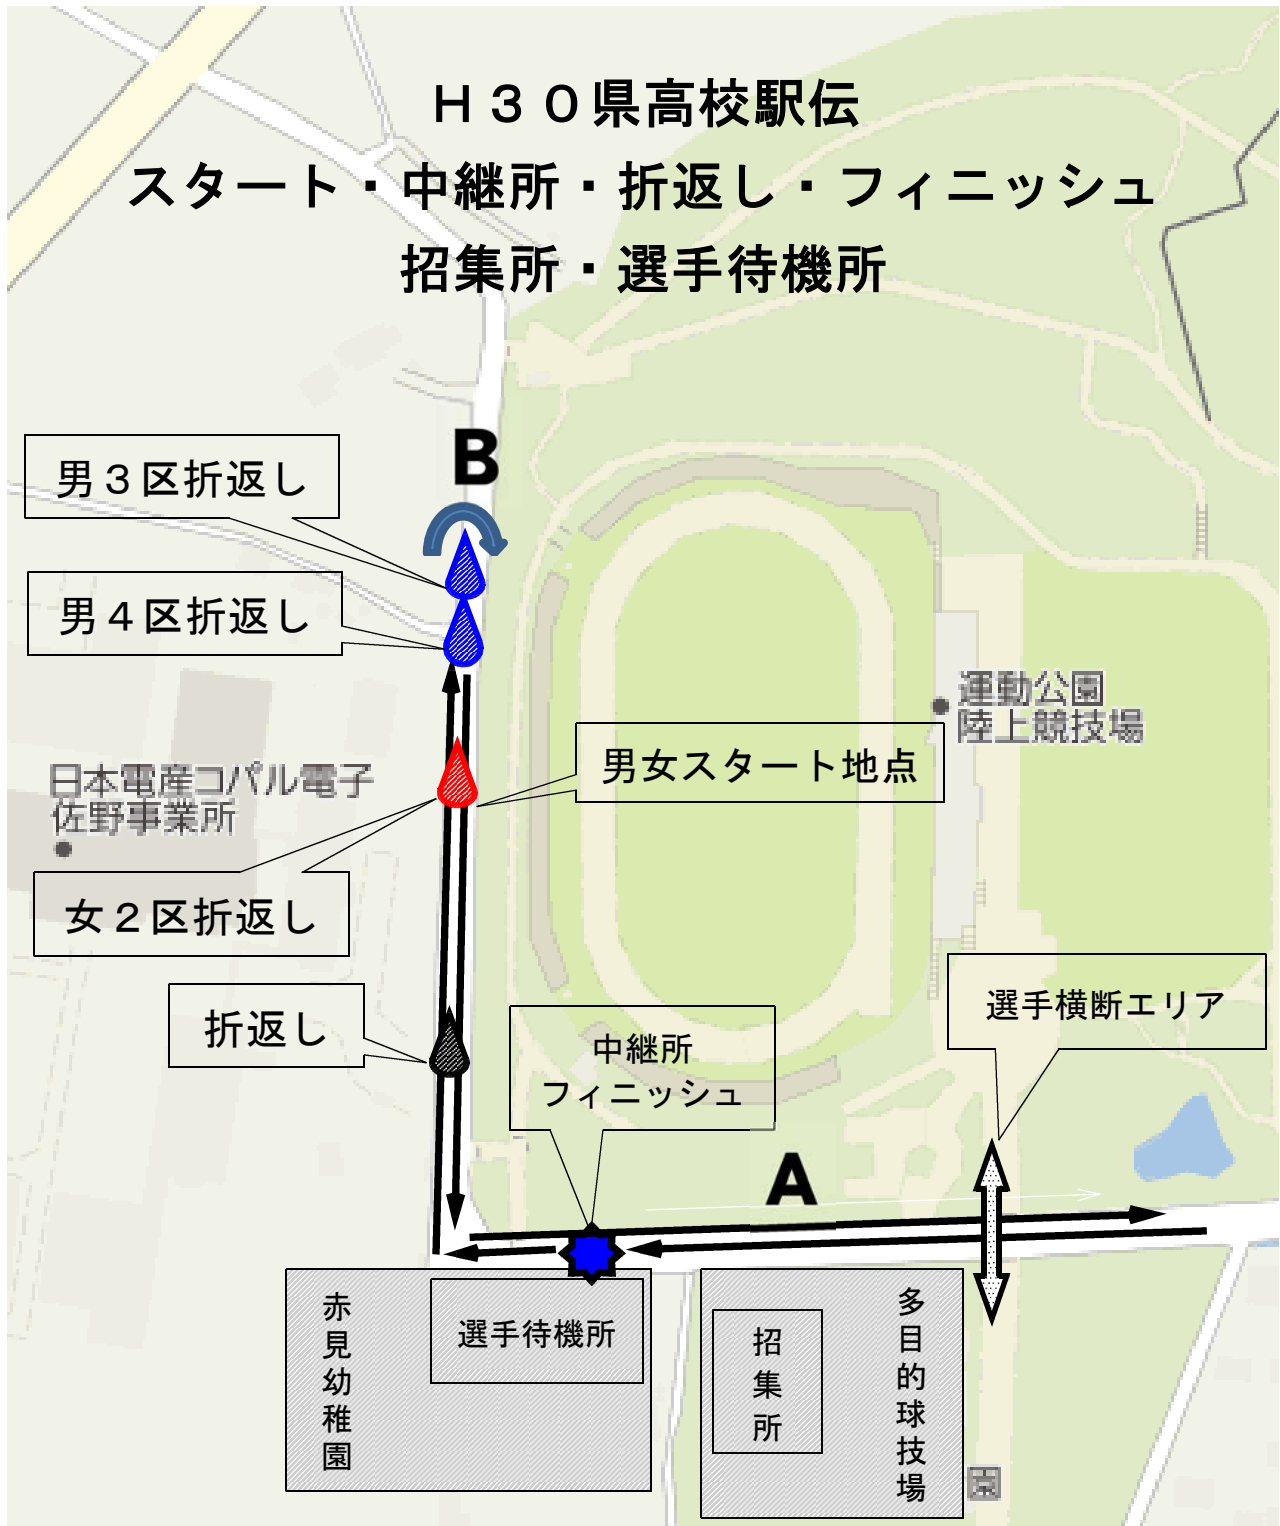 Ｈ３０県高校駅伝
スタート・中継所・折返し・フィニッシュ
招集所・選手待機所
B
男３区折返し
男４区折返し
運動公園
陸上競技場
男女スタート地点
日本電産コパル電子
佐野事業所
女２区折返し
選手横断エリア
折返し
中継所
フィニッシュ
A
赤見幼稚園
選手待機所
招集所
多目的球技場
園